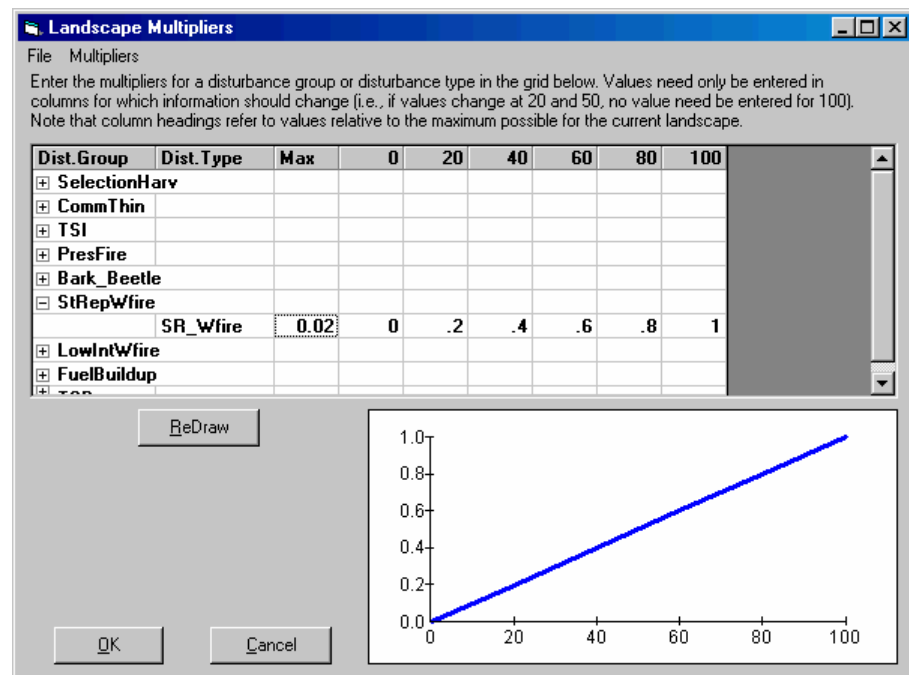 Landscape Multipliers
File Multipliers
Enter the multipliers for a disturbance group or disturbance type in the grid below. Values need only be entered in
columns for which information should change (i.e., if values change at 20 and 50, no value need be entered for 100).
Note that column headings refer to values relative to the maximum possible for the current landscape.
Dist.Group Dist.Type Max 0 20 40 60 80 100
SelectionHarv
CommThin
TSI
PresFire
Bark_Beetle
StRepWfire
SR_Wfire 0.02 0 .2 .4 .6 .8 1
LowIntWfire
FuelBuildup
ReDraw
1.0
0.8
0.6
0.4
0.2
0.0
0 20 40 60 80 100
OK Cancel